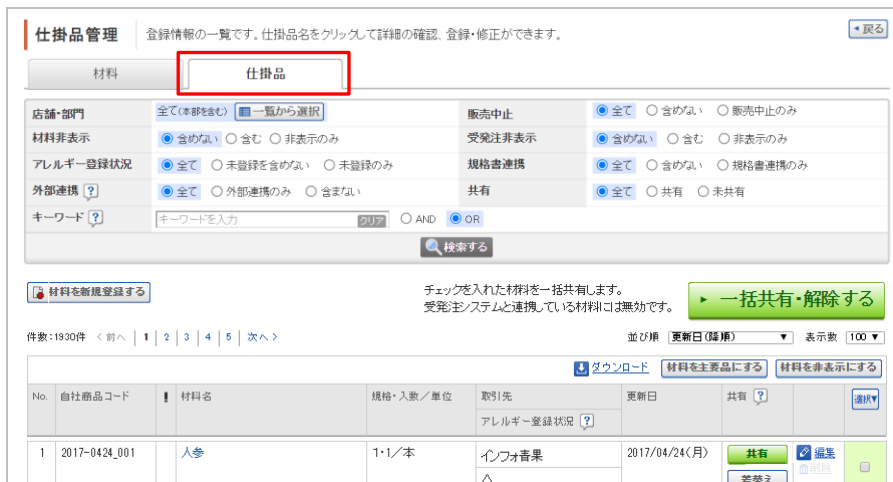 仕掛品管理 登録情報の一覧です。仕掛品名をクリックして詳細の確認、登録・修正ができます。 戻る
材料 仕掛品
店舗・部門 全て(本部を含む) 一覧から選択 販売中止 全て 含めない 販売中止のみ
材料非表示 含めない 含む 非表示のみ 受発注非表示 含めない 含む 非表示のみ
アレルギー登録状況 全て 未登録を含めない 未登録のみ 規格書連携 全て 含めない 規格書連携のみ
外部連携 ? 全て 外部連携のみ 含まない 共有 全て 共有 未共有
キーワード ? キーワードを入力 クリア AND OR
検索する
材料を新規登録する チェックを入れた材料を一括共有します。
受発注システムと連携している材料には無効です。 一括共有・解除する
件数:1930件 < 前へ | 1 | 2 | 3 | 4 | 5 | 次へ > 並び順 更新日(降順) ▼ 表示数 100 ▼
ダウンロード 材料を主要品にする 材料を非表示にする
No. 自社商品コード ! 材料名 規格・入数/単位 取引先 更新日 共有 ? 選択▼
アレルギー登録状況 ?
1 2017-0424_001 人参 1・1/本 インフォ青果 2017/04/24(月) 共有 編集
△ 差替え 削除